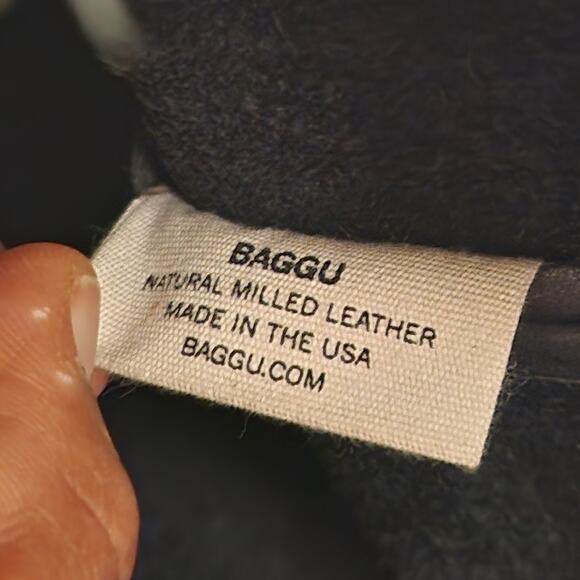 BAGGU
NATURAL MILLED LEATHER
MADE IN THE USA
BAGGU.COM